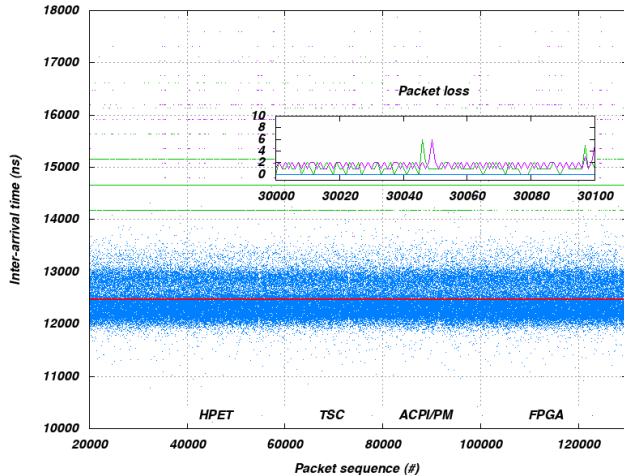 18000
17000
16000
15000
14000
13000
12000
11000
10000
Inter-arrival time (ns)
Packet loss
10
8
6
4
2
0
30000 30020 30040 30060 30080 30100
HPET TSC ACPI/PM FPGA
20000 40000 60000 80000 100000 120000
Packet sequence (#)